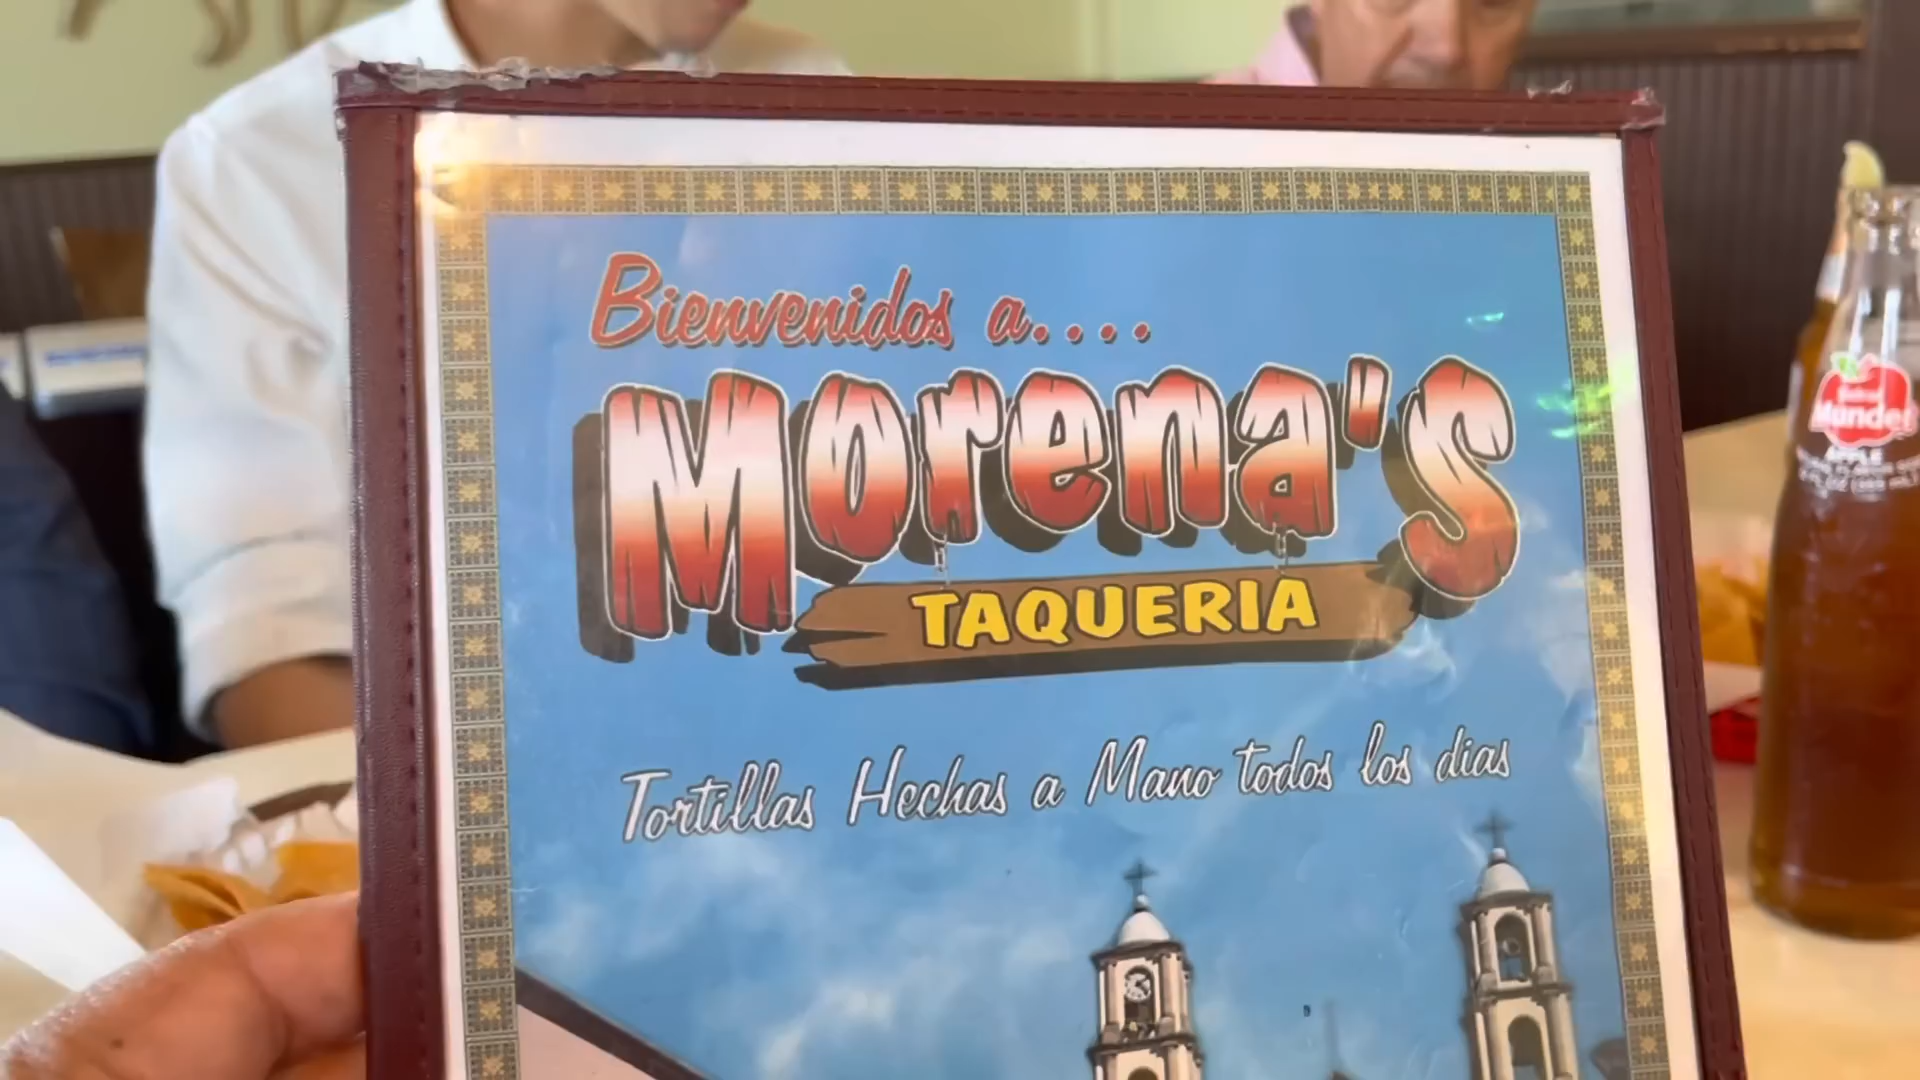 Bienvenidos a....
Morena's
TAQUERIA
Tortillas Hechas a Mano todos los dias
Mundet
APPLE